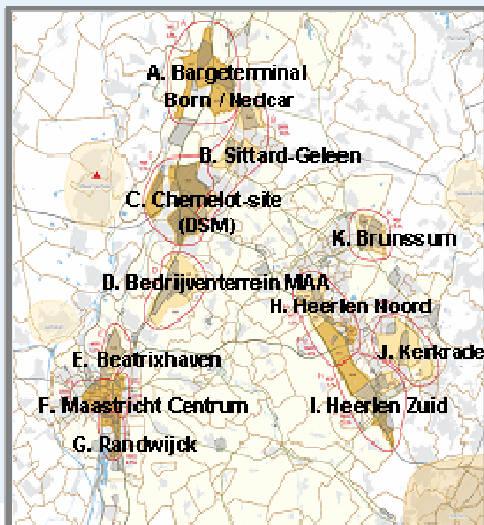 A. Bargeterminal
Born / Nedcar
B. Sittard-Geleen
C. Chemelot-site
(DSM)
K. Brunssum
D. Bedrijventerrein MAA
H. Heerlen Noord
J. Kerkrade
E. Beatrixhaven
F. Maastricht Centrum
I. Heerlen Zuid
G. Randwijck